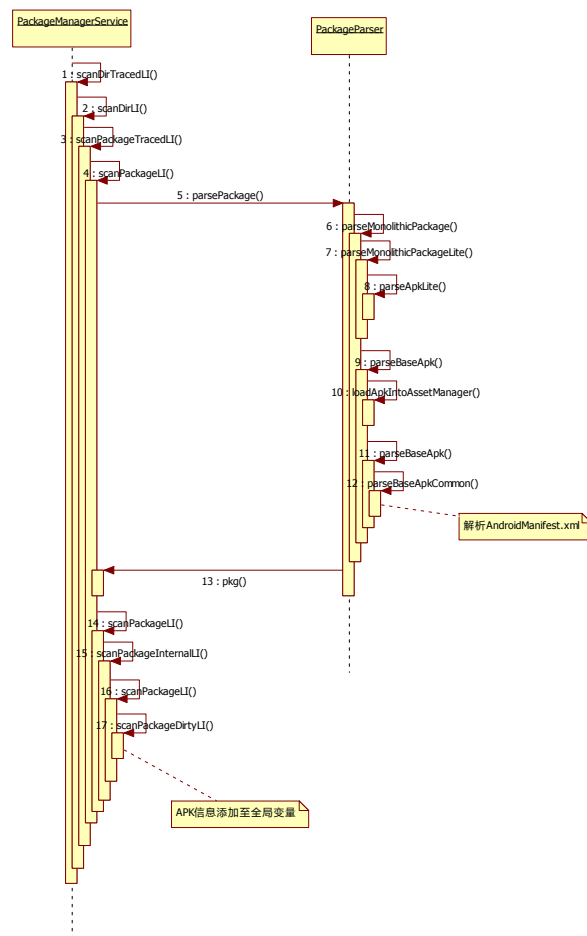 PackageManagerService
PackageParser
1 : scanDirTracedLI()
2 : scanDirLI()
3 : scanPackageTracedLI()
4 : scanPackageLI()
5 : parsePackage()
6 : parseMonolithicPackage()
7 : parseMonolithicPackageLite()
8 : parseApkLite()
9 : parseBaseApk()
10 : loadApkIntoAssetManager()
11 : parseBaseApk()
12 : parseBaseApkCommon()
解析AndroidManifest.xml
13 : pkg()
14 : scanPackageLI()
15 : scanPackageInternalLI()
16 : scanPackageLI()
17 : scanPackageDirtyLI()
APK信息添加至全局变量